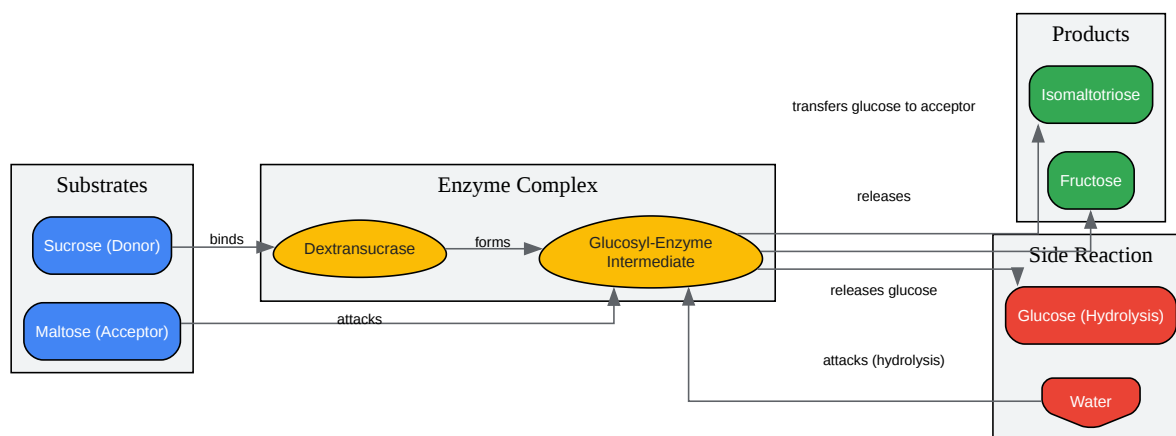 Products
Isomaltotriose
transfers glucose to acceptor
Fructose
Substrates
Enzyme Complex
releases
Sucrose (Donor)
binds
Dextransucrase
forms
Glucosyl-Enzyme
Intermediate
Side Reaction
releases glucose
Glucose (Hydrolysis)
Maltose (Acceptor)
attacks
attacks (hydrolysis)
Water